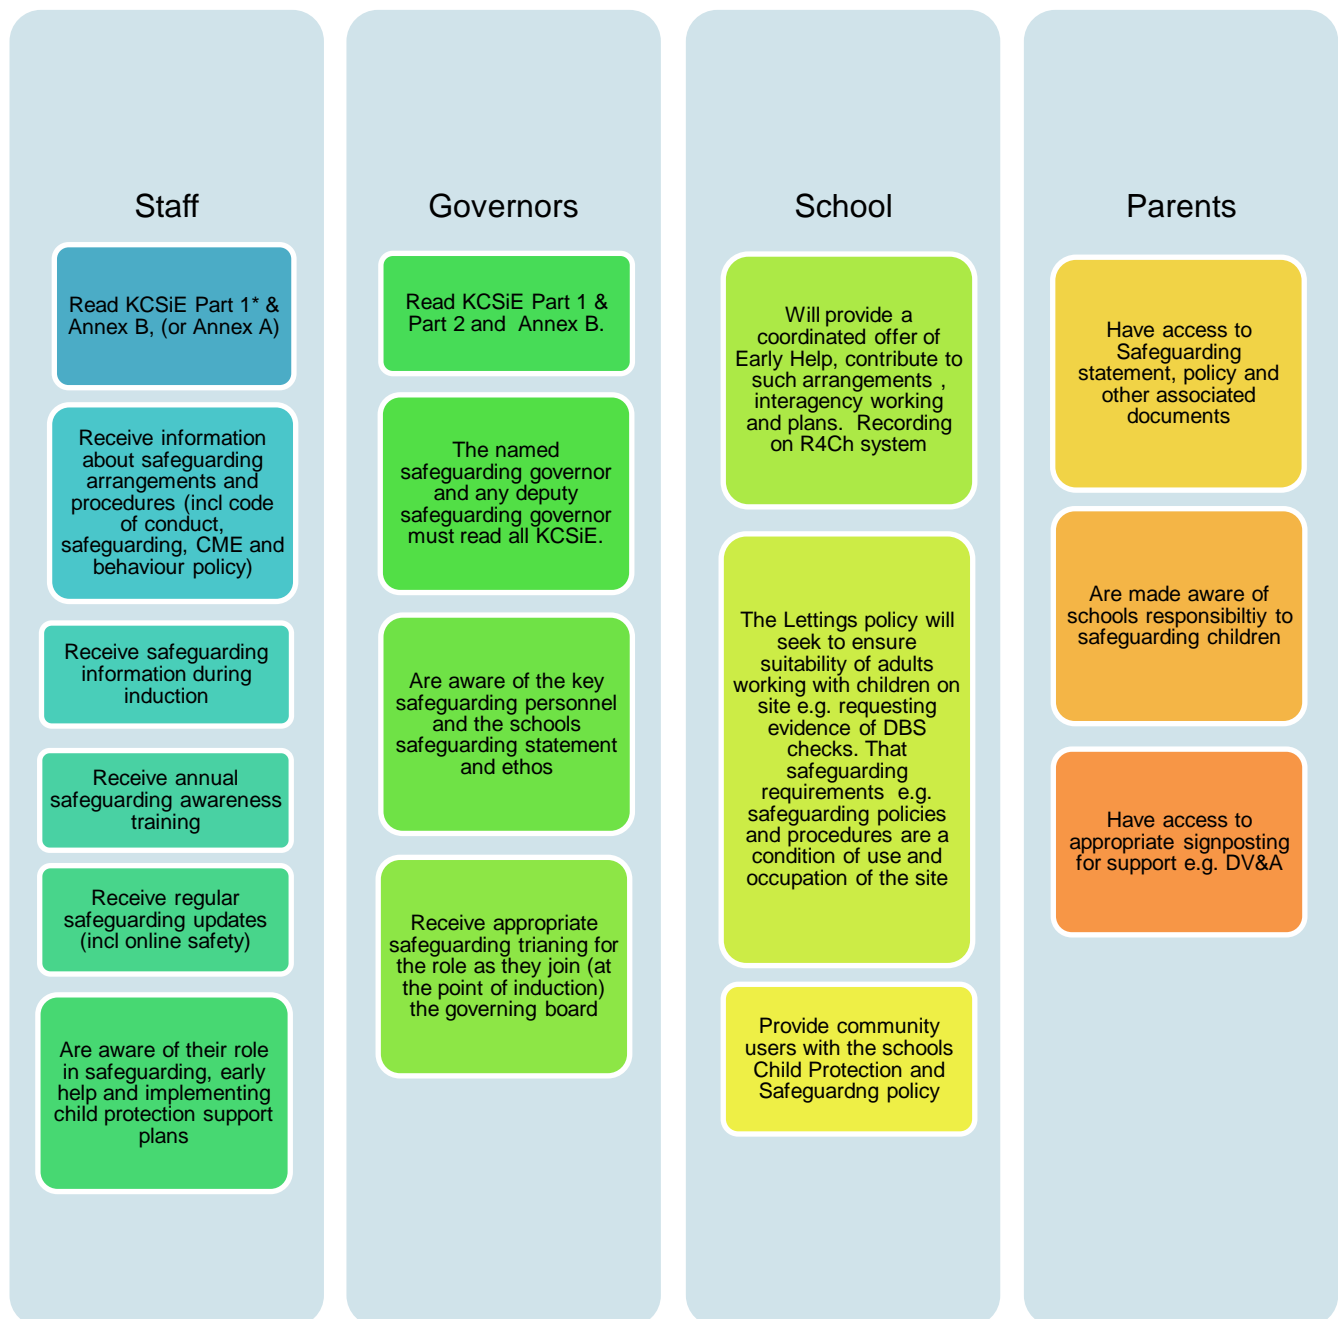 Staff
Read KCSiE Part 1* &
Annex B, (or Annex A)
Receive information
about safeguarding
arrangements and
procedures (incl code
of conduct,
safeguarding, CME and
behaviour policy)
Receive safeguarding
information during
induction
Receive annual
safeguarding awareness
training
Receive regular
safeguarding updates
(incl online safety)
Are aware of their role
in safeguarding, early
help and implementing
child protection support
plans
Governors
Read KCSiE Part 1 &
Part 2 and Annex B.
The named
safeguarding governor
and any deputy
safeguarding governor
must read all KCSiE.
Are aware of the key
safeguarding personnel
and the schools
safeguarding statement
and ethos
Receive appropriate
safeguarding trianing for
the role as they join (at
the point of induction)
the governing board
School
Will provide a
coordinated offer of
Early Help, contribute to
such arrangements ,
interagency working
and plans. Recording
on R4Ch system
The Lettings policy will
seek to ensure
suitability of adults
working with children on
site e.g. requesting
evidence of DBS
checks. That
safeguarding
requirements e.g.
safeguarding policies
and procedures are a
condition of use and
occupation of the site
Provide community
users with the schools
Child Protection and
Safeguardng policy
Parents
Have access to
Safeguarding
statement, policy and
other associated
documents
Are made aware of
schools responsibiltiy to
safeguarding children
Have access to
appropriate signposting
for support e.g. DV&A